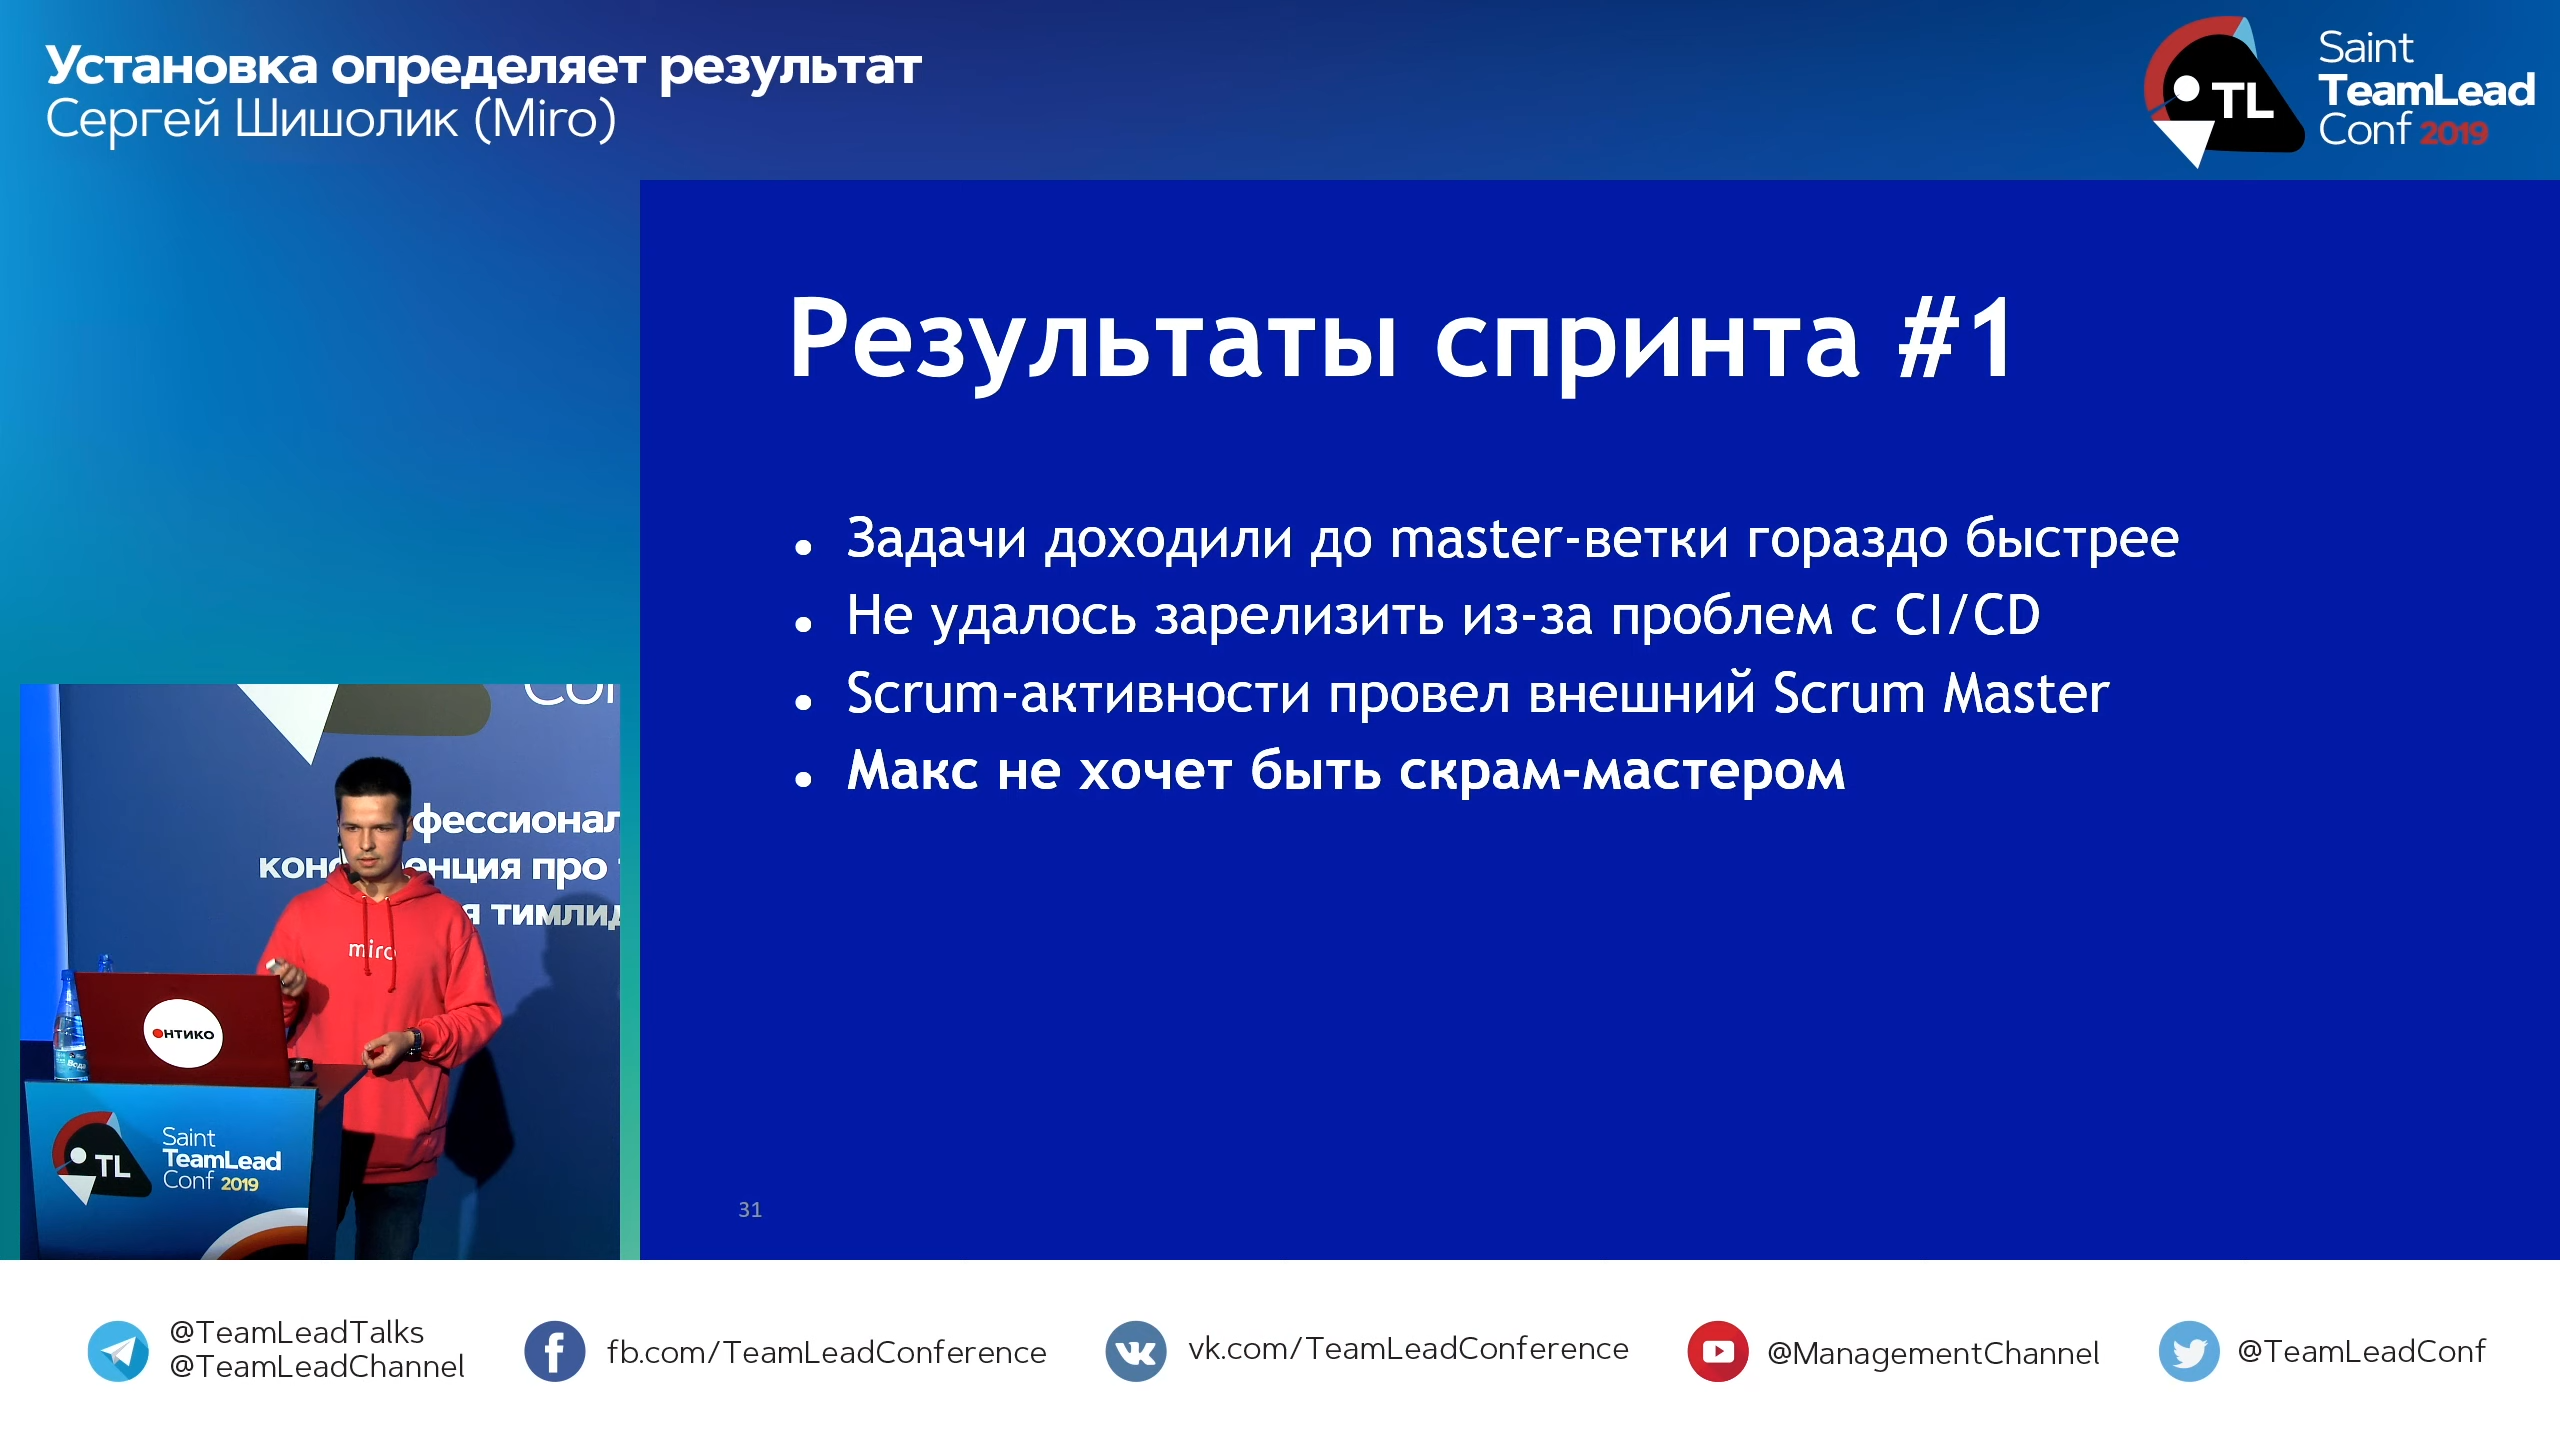 Установка определяет результат
Сергей Шишолик (Miro)
TL
Saint
TeamLead
Conf 2019
Результаты спринта #1
Задачи доходили до master-ветки гораздо быстрее
Не удалось зарелизить из-за проблем с CI/CD
Scrum-активности провел внешний Scrum Master
Макс не хочет быть скрам-мастером
31
miro
ОНТИКО
TL
Saint
TeamLead
Conf 2019
про
@TeamLeadTalks
@TeamLeadChannel
fb.com/TeamLeadConference
vk.com/TeamLeadConference
@ManagementChannel
@TeamLeadConf